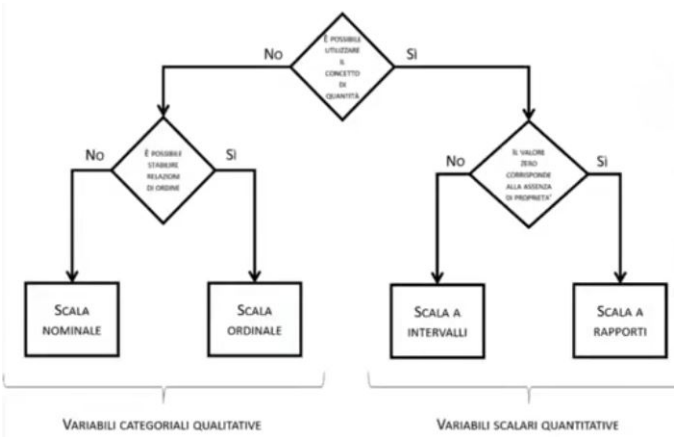 È POSSIBILE
UTILIZZARE
IL
CONCETTO
DI
QUANTITÀ
No
Sì
È POSSIBILE
STABILIRE
RELAZIONI
DI ORDINE
No
Sì
IL VALORE
ZERO
CORRISPONDE
ALLA ASSENZA
DI PROPRIETA'
No
Sì
SCALA
NOMINALE
SCALA
ORDINALE
SCALA A
INTERVALLI
SCALA A
RAPPORTI
VARIABILI CATEGORIALI QUALITATIVE
VARIABILI SCALARI QUANTITATIVE